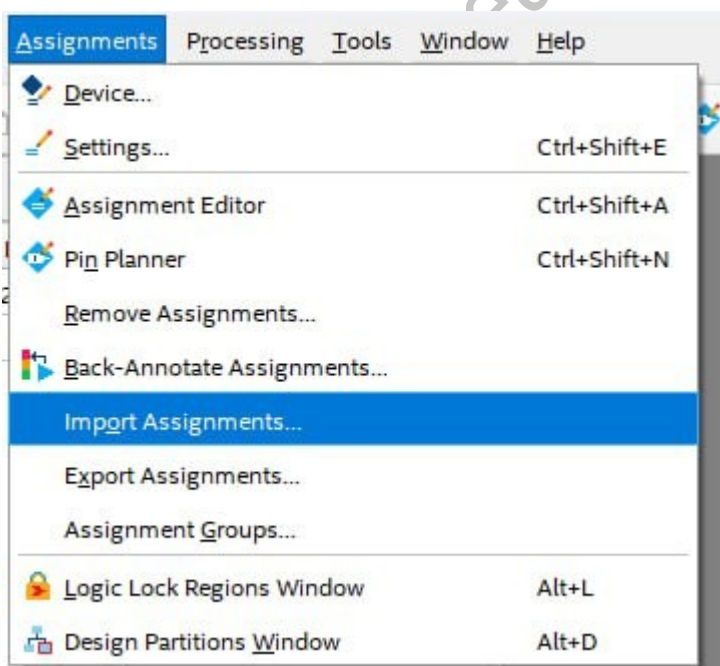 Assignments Processing Tools Window Help
Device...
Settings... Ctrl+Shift+E
Assignment Editor Ctrl+Shift+A
Pin Planner Ctrl+Shift+N
Remove Assignments...
Back-Annotate Assignments...
Import Assignments...
Export Assignments...
Assignment Groups...
Logic Lock Regions Window Alt+L
Design Partitions Window Alt+D